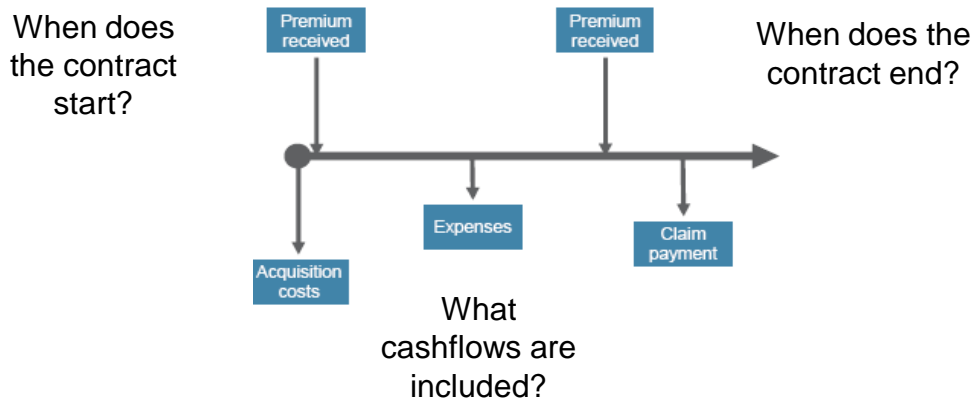 When does
the contract
start?
Premium
received
Premium
received
When does the
contract end?
Expenses
Claim
payment
Acquisition
costs
What
cashflows are
included?